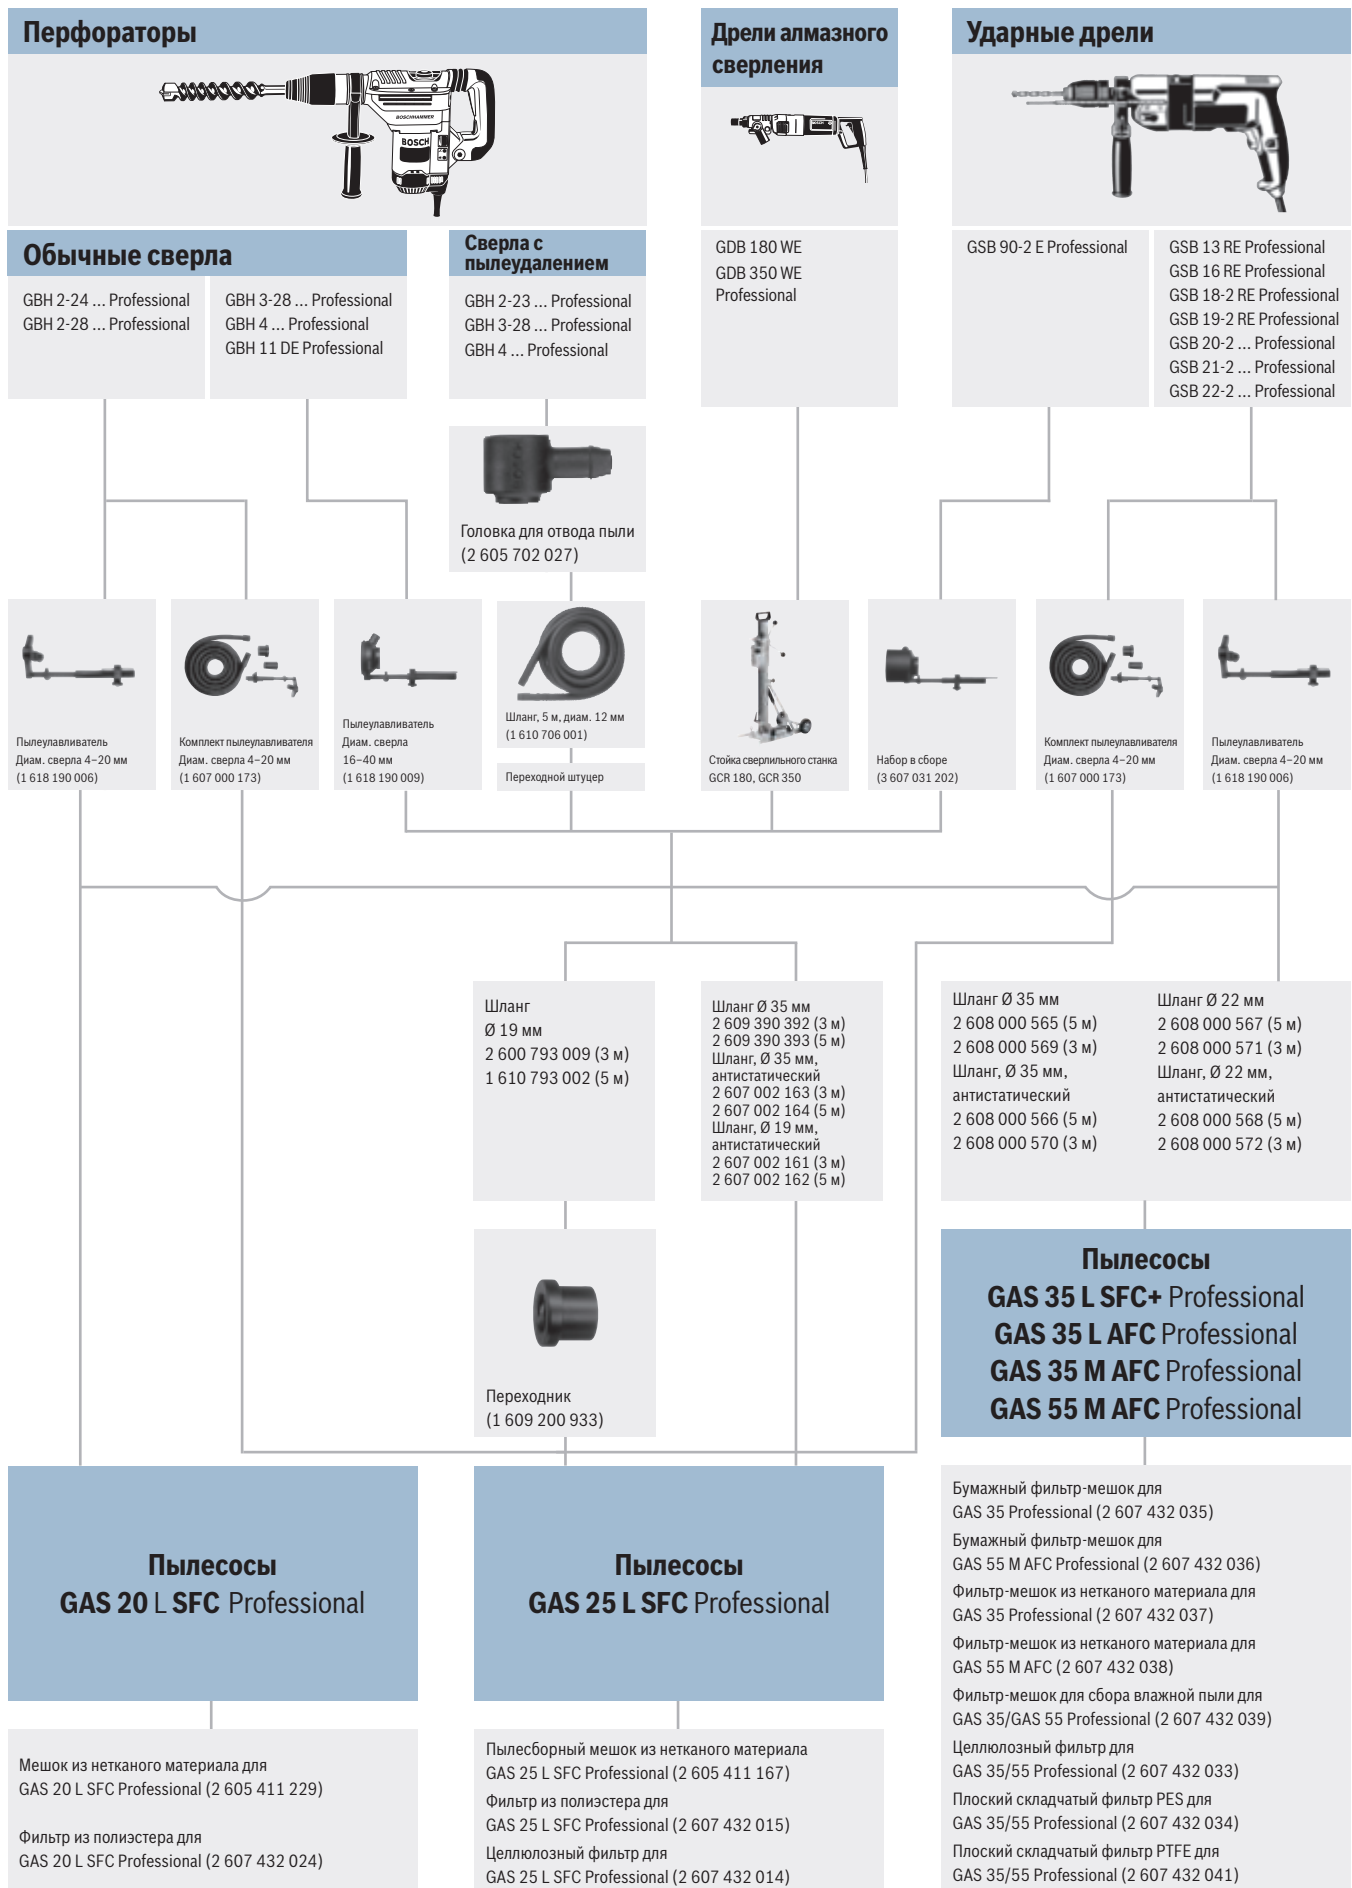 Перфораторы
BOSCHHAMMER
BOSCH
Дрели алмазного
сверления
Ударные дрели
Обычные сверла
GBH 2-24 ... Professional
GBH 2-28 ... Professional
GBH 3-28 ... Professional
GBH 4 ... Professional
GBH 11 DE Professional
Сверла с
пылеудалением
GBH 2-23 ... Professional
GBH 3-28 ... Professional
GBH 4 ... Professional
GDB 180 WE
GDB 350 WE
Professional
GSB 90-2 E Professional
GSB 13 RE Professional
GSB 16 RE Professional
GSB 18-2 RE Professional
GSB 19-2 RE Professional
GSB 20-2 ... Professional
GSB 21-2 ... Professional
GSB 22-2 ... Professional
Головка для отвода пыли
(2 605 702 027)
Пылеулавливатель
Диам. сверла 4–20 мм
(1 618 190 006)
Комплект пылеулавливателя
Диам. сверла 4–20 мм
(1 607 000 173)
Пылеулавливатель
Диам. сверла
16–40 мм
(1 618 190 009)
Шланг, 5 м, диам. 12 мм
(1 610 706 001)
Переходной штуцер
Стойка сверлильного станка
GCR 180, GCR 350
Набор в сборе
(3 607 031 202)
Комплект пылеулавливателя
Диам. сверла 4–20 мм
(1 607 000 173)
Пылеулавливатель
Диам. сверла 4–20 мм
(1 618 190 006)
Шланг
Ø 19 мм
2 600 793 009 (3 м)
1 610 793 002 (5 м)
Шланг Ø 35 мм
2 609 390 392 (3 м)
2 609 390 393 (5 м)
Шланг, Ø 35 мм,
антистатический
2 607 002 163 (3 м)
2 607 002 164 (5 м)
Шланг, Ø 19 мм,
антистатический
2 607 002 161 (3 м)
2 607 002 162 (5 м)
Шланг Ø 35 мм
2 608 000 565 (5 м)
2 608 000 569 (3 м)
Шланг, Ø 35 мм,
антистатический
2 608 000 566 (5 м)
2 608 000 570 (3 м)
Шланг Ø 22 мм
2 608 000 567 (5 м)
2 608 000 571 (3 м)
Шланг, Ø 22 мм,
антистатический
2 608 000 568 (5 м)
2 608 000 572 (3 м)
Переходник
(1 609 200 933)
Пылесосы
GAS 35 L SFC+ Professional
GAS 35 L AFC Professional
GAS 35 M AFC Professional
GAS 55 M AFC Professional
Пылесосы
GAS 20 L SFC Professional
Пылесосы
GAS 25 L SFC Professional
Мешок из нетканого материала для
GAS 20 L SFC Professional (2 605 411 229)
Фильтр из полиэстера для
GAS 20 L SFC Professional (2 607 432 024)
Пылесборный мешок из нетканого материала
GAS 25 L SFC Professional (2 605 411 167)
Фильтр из полиэстера для
GAS 25 L SFC Professional (2 607 432 015)
Целлюлозный фильтр для
GAS 25 L SFC Professional (2 607 432 014)
Бумажный фильтр-мешок для
GAS 35 Professional (2 607 432 035)
Бумажный фильтр-мешок для
GAS 55 M AFC Professional (2 607 432 036)
Фильтр-мешок из нетканого материала для
GAS 35 Professional (2 607 432 037)
Фильтр-мешок из нетканого материала для
GAS 55 M AFC (2 607 432 038)
Фильтр-мешок для сбора влажной пыли для
GAS 35/GAS 55 Professional (2 607 432 039)
Целлюлозный фильтр для
GAS 35/55 Professional (2 607 432 033)
Плоский складчатый фильтр PES для
GAS 35/55 Professional (2 607 432 034)
Плоский складчатый фильтр PTFE для
GAS 35/55 Professional (2 607 432 041)